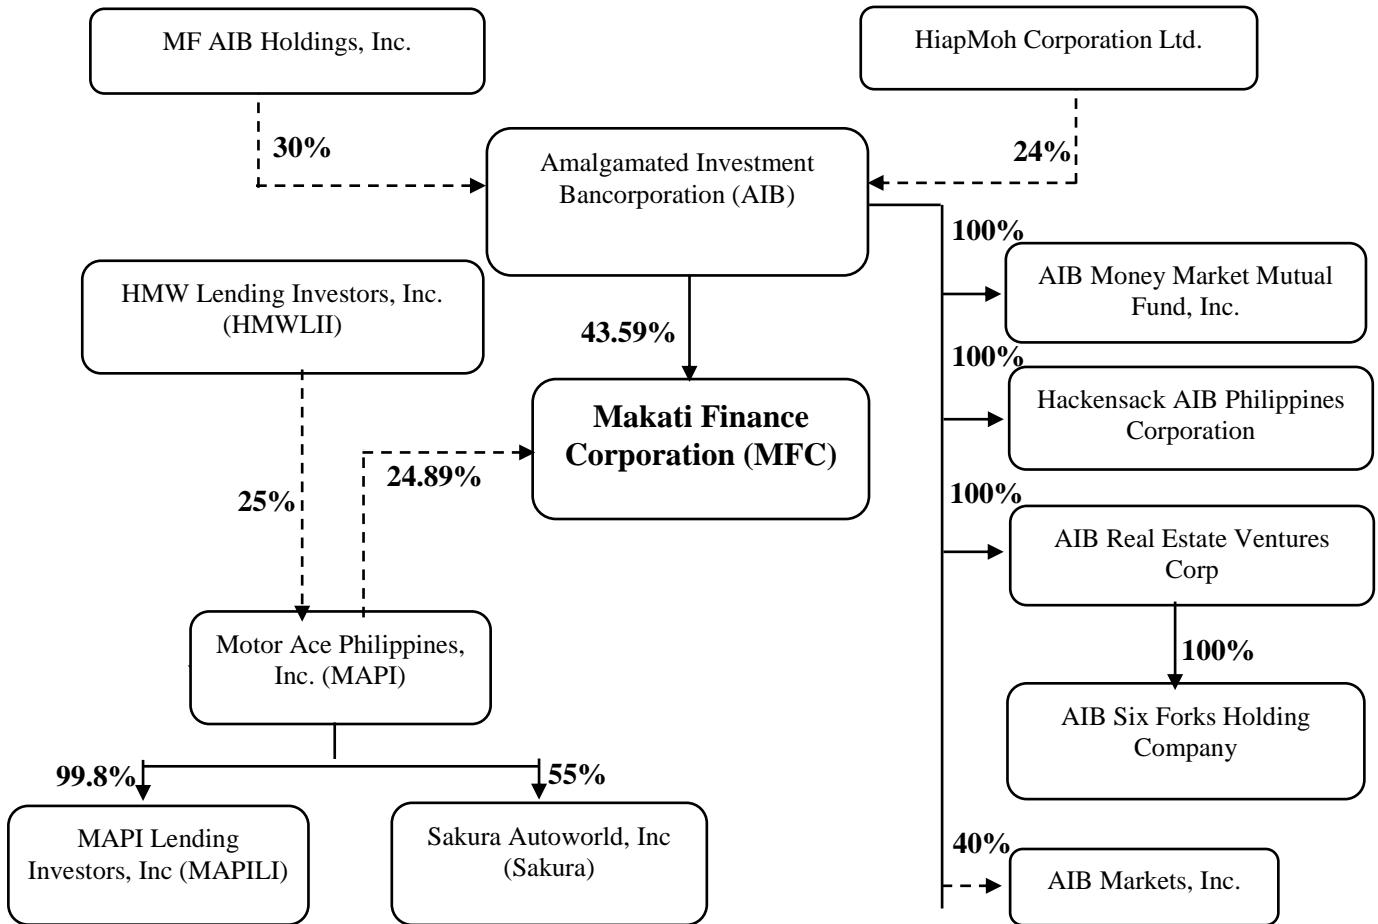 MF AIB Holdings, Inc.
HiapMoh Corporation Ltd.
30%
24%
Amalgamated Investment
Bancorporation (AIB)
100%
AIB Money Market Mutual
Fund, Inc.
HMW Lending Investors, Inc.
(HMWLII)
43.59%
100%
Hackensack AIB Philippines
Corporation
Makati Finance
Corporation (MFC)
24.89%
25%
100%
AIB Real Estate Ventures
Corp
100%
Motor Ace Philippines,
Inc. (MAPI)
AIB Six Forks Holding
Company
99.8%
55%
MAPI Lending
Investors, Inc (MAPILI)
Sakura Autoworld, Inc
(Sakura)
40%
AIB Markets, Inc.